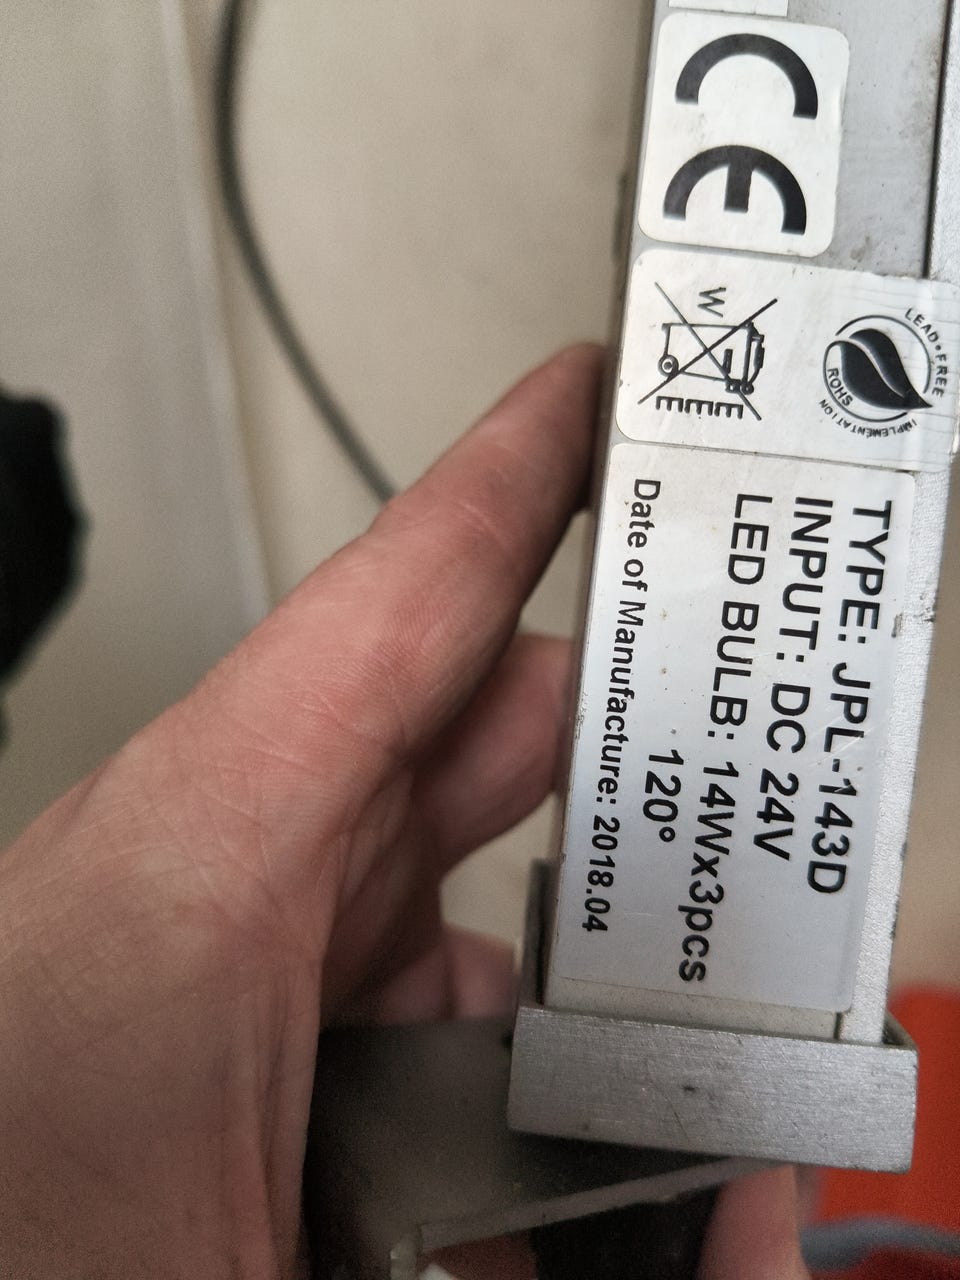 CE
WEEE
LEAD•FREE
ROHS
IMPLEMENTATION
TYPE: JPL-143D
INPUT: DC 24V
LED BULB: 14Wx3pcs
120°
Date of Manufacture: 2018.04